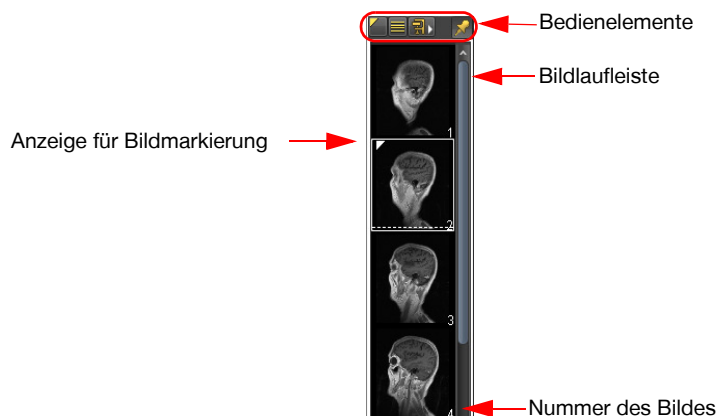 Bedienelemente
Bildlaufleiste
1
Anzeige für Bildmarkierung
2
3
4
Nummer des Bildes